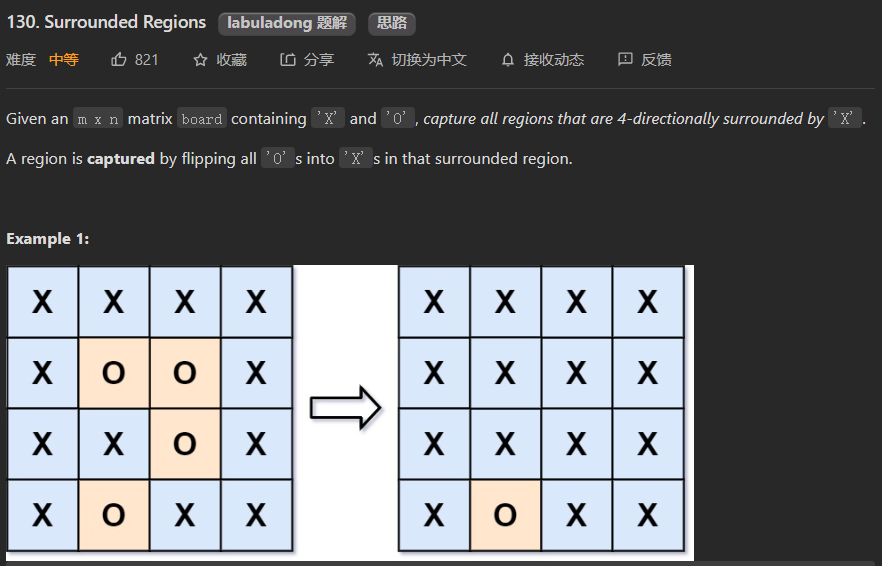 130. Surrounded Regions labuladong 题解 思路
难度 中等 821 收藏 分享 切换为中文 接收动态 反馈
Given an m x n matrix board containing 'X' and 'O', capture all regions that are 4-directionally surrounded by 'X'.
A region is captured by flipping all 'O's into 'X's in that surrounded region.
Example 1:
X X X X X X X X
X O O X X X X X
X X O X X X X X
X O X X X O X X